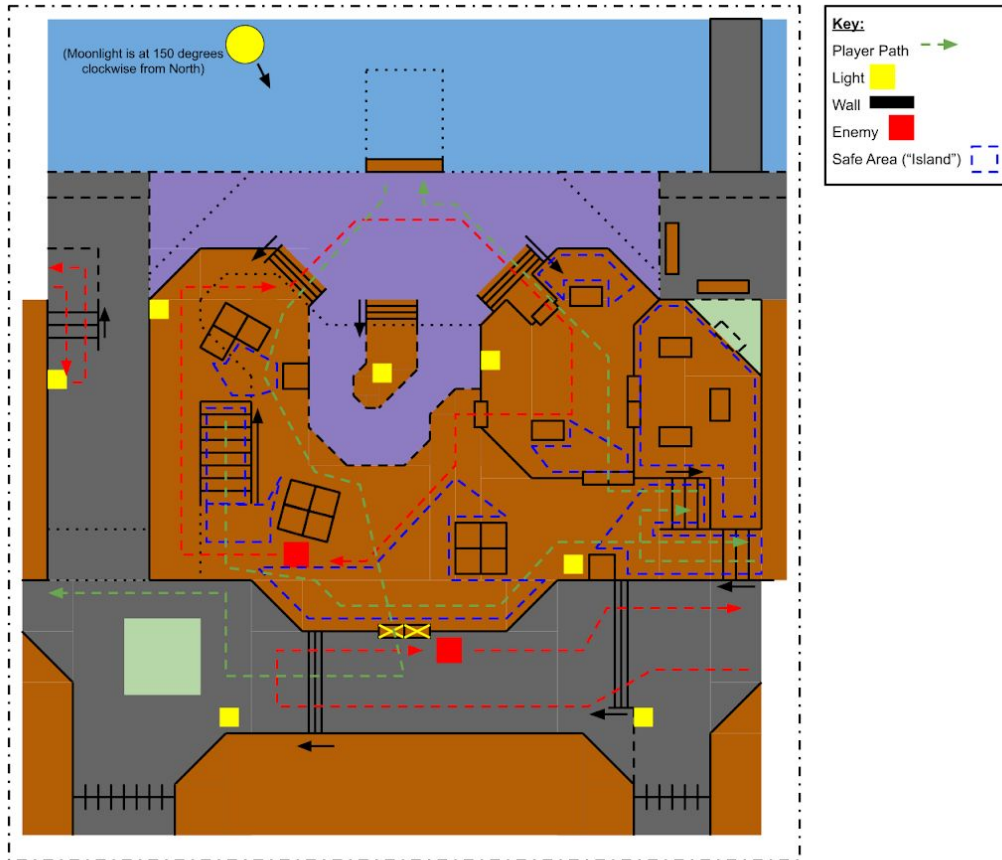 (Moonlight is at 150 degrees
clockwise from North)
Key:
Player Path
Light
Wall
Enemy
Safe Area (“Island”)